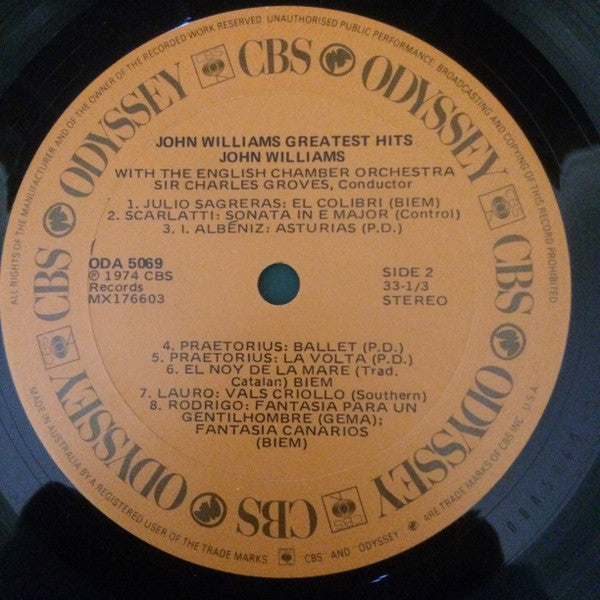 ALL RIGHTS OF THE MANUFACTURER AND OF THE OWNER OF THE RECORDED WORK RESERVED. UNAUTHORISED PUBLIC PERFORMANCE, BROADCASTING AND COPYING OF THIS RECORD PROHIBITED
CBS ODYSSEY CBS ODYSSEY CBS ODYSSEY CBS ODYSSEY
JOHN WILLIAMS GREATEST HITS
JOHN WILLIAMS
WITH THE ENGLISH CHAMBER ORCHESTRA
SIR CHARLES GROVES, Conductor
1. JULIO SAGRERAS: EL COLIBRI (BIEM)
2. SCARLATTI: SONATA IN E MAJOR (Control)
3. I. ALBĒNIZ: ASTURIAS (P.D.)
ODA 5069
℗ 1974 CBS
Records
MX176603
SIDE 2
33-1/3
STEREO
4. PRAETORIUS: BALLET (P.D.)
5. PRAETORIUS: LA VOLTA (P.D.)
6. EL NOY DE LA MARE (Trad.
Catalan) BIEM
7. LAURO: VALS CRIOLLO (Southern)
8. RODRIGO: FANTASIA PARA UN
GENTILHOMBRE (GEMA);
FANTASIA CANARIOS
(BIEM)
MADE IN AUSTRALIA BY A REGISTERED USER OF THE TRADE MARKS CBS AND ODYSSEY ARE TRADE MARKS OF CBS INC. U.S.A.